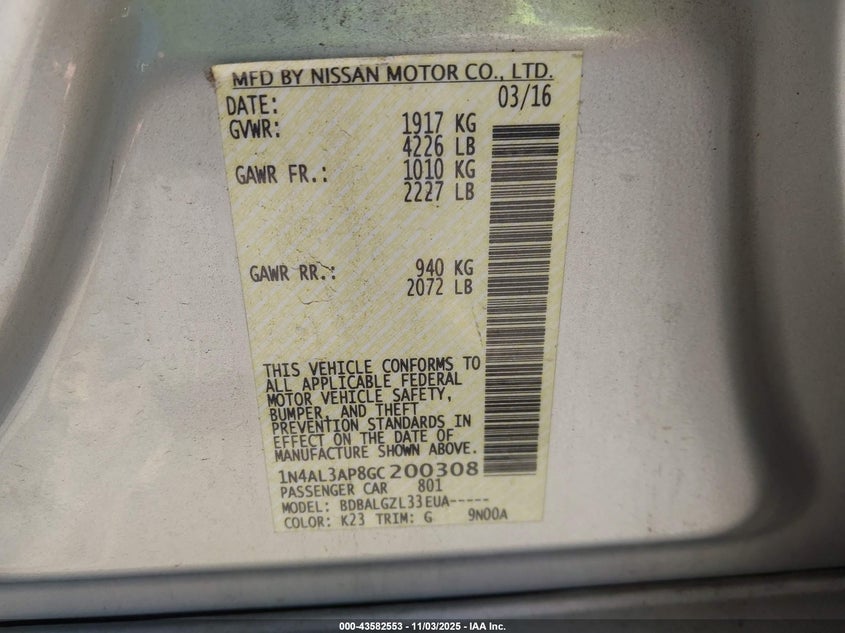 MFD BY NISSAN MOTOR CO., LTD.
DATE: 03/16
GVWR: 1917 KG
4226 LB
GAWR FR.: 1010 KG
2227 LB
GAWR RR.: 940 KG
2072 LB
THIS VEHICLE CONFORMS TO
ALL APPLICABLE FEDERAL
MOTOR VEHICLE SAFETY,
BUMPER, AND THEFT
PREVENTION STANDARDS IN
EFFECT ON THE DATE OF
MANUFACTURE SHOWN ABOVE.
1N4AL3AP8GC200308
PASSENGER CAR 801
MODEL: BDBALGZL33EUA-----
COLOR: K23 TRIM: G 9N00A
000-43582553 - 11/03/2025 - IAA Inc.